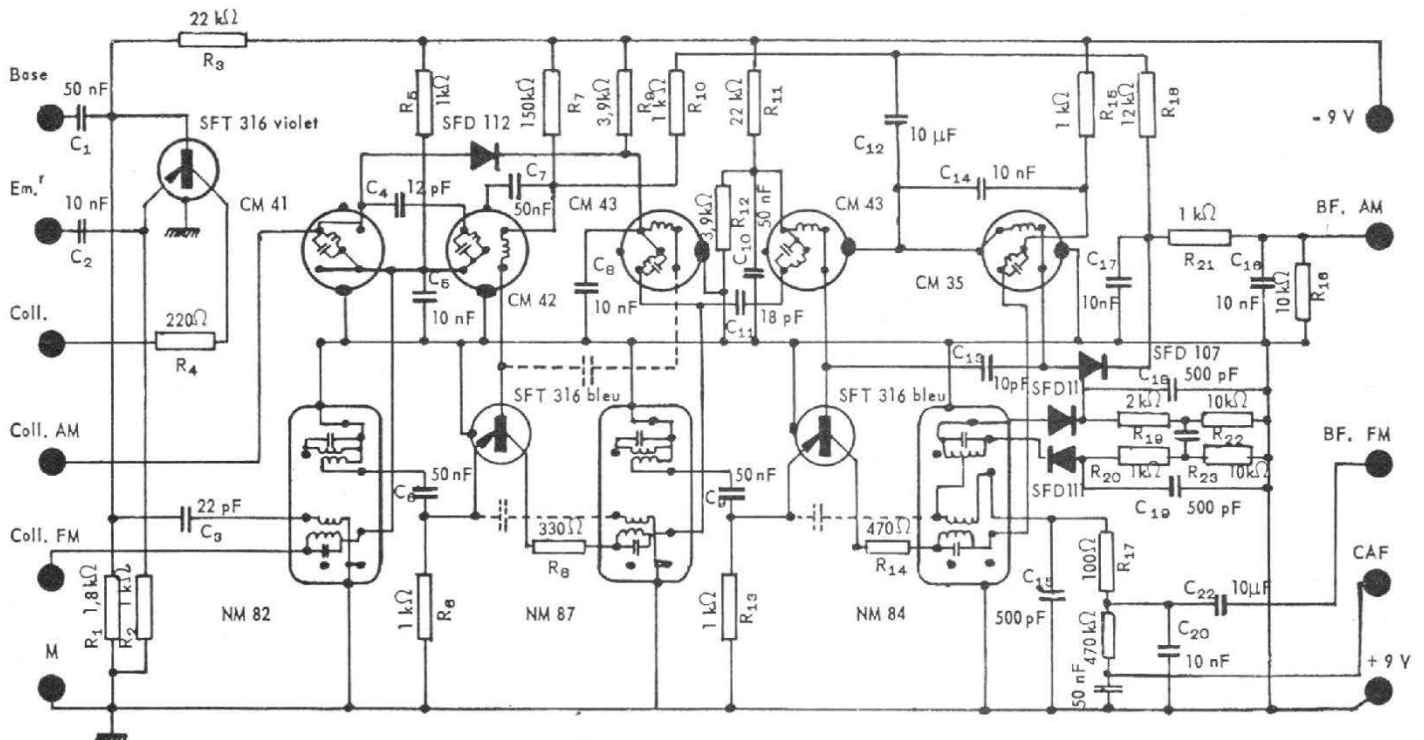 22 kΩ
R3
Base
50 nF
C1
SFT 316 violet
Em.r
10 nF
C2
Coll.
220Ω
R4
Coll. AM
22 pF
C3
Coll. FM
1,8kΩ
R1
1 kΩ
R2
M
CM 41
R5
1kΩ
SFD 112
C4
12 pF
C7
50nF
150kΩ
R7
3,9kΩ
R9
1 kΩ
R10
CM 43
22 kΩ
R11
C5
10 nF
CM 42
C8
10 nF
3,9kΩ
R12
C10
50 nF
C11
18 pF
CM 43
10 µF
C12
C14
10 nF
1 kΩ
R15
12kΩ
R18
- 9 V
CM 35
C17
10nF
1 kΩ
R21
C16
10 nF
10kΩ
R16
BF. AM
C13
10pF
SFD 107
SFT 316 bleu
SFT 316 bleu
SFD11
C18
500 pF
2kΩ
R19
10kΩ
R22
BF. FM
SFD111
R20
1kΩ
R23
10kΩ
C19
500 pF
50nF
C6
50 nF
C9
330Ω
R8
470Ω
R14
NM 82
1 kΩ
R6
NM 87
1 kΩ
R13
NM 84
C15
500 pF
100Ω
R17
CAF
C22
10µF
470kΩ
C20
10 nF
50 nF
+ 9 V